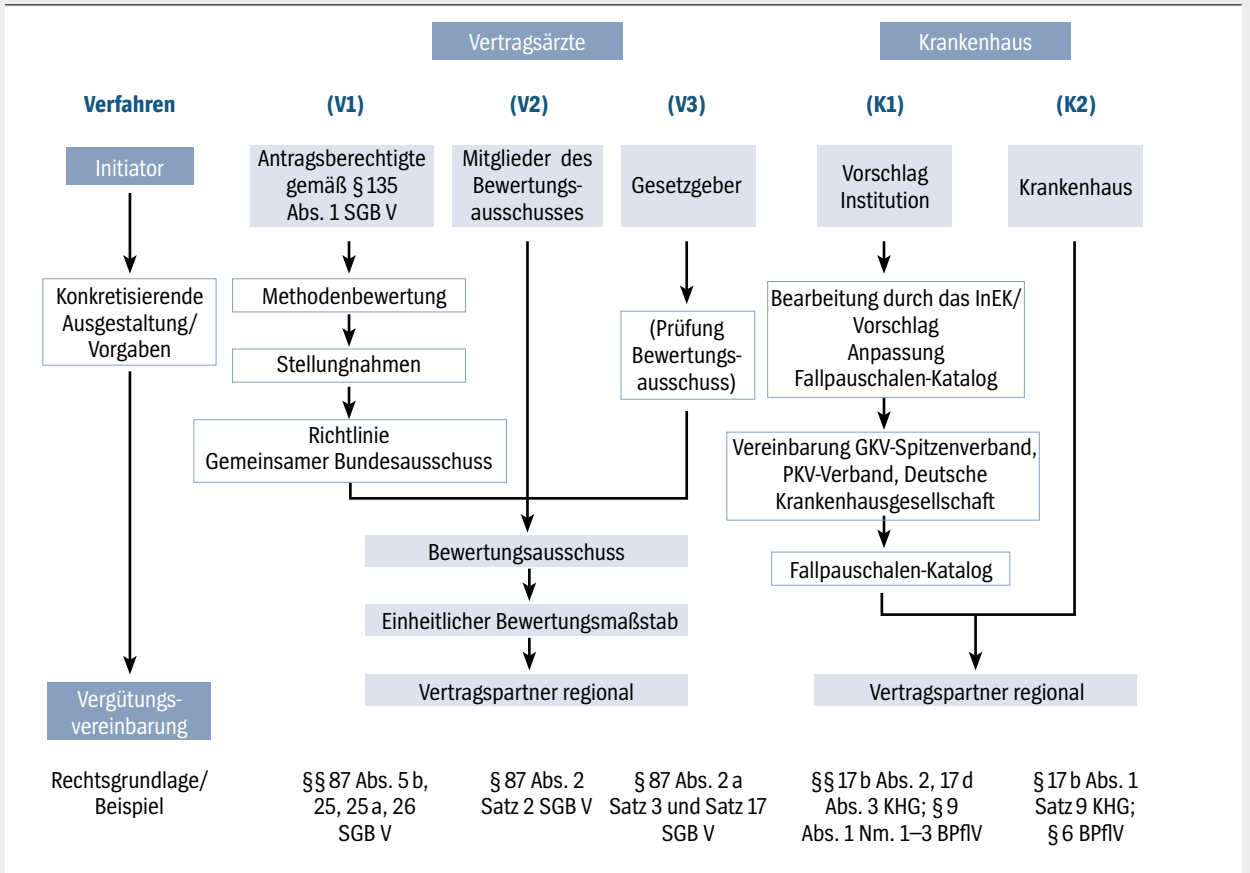 Vertragsärzte
Krankenhaus
Verfahren
(V1)
(V2)
(V3)
(K1)
(K2)
Initiator
Antragsberechtigte
gemäß § 135
Abs. 1 SGB V
Mitglieder des
Bewertungs-
ausschusses
Gesetzgeber
Vorschlag
Institution
Krankenhaus
Konkretisierende
Ausgestaltung/
Vorgaben
Methodenbewertung
Stellungnahmen
Richtlinie
Gemeinsamer Bundesausschuss
(Prüfung
Bewertungs-
ausschuss)
Bearbeitung durch das InEK/
Vorschlag
Anpassung
Fallpauschalen-Katalog
Vereinbarung GKV-Spitzenverband,
PKV-Verband, Deutsche
Krankenhausgesellschaft
Bewertungsausschuss
Fallpauschalen-Katalog
Einheitlicher Bewertungsmaßstab
Vergütungs-
vereinbarung
Vertragspartner regional
Vertragspartner regional
Rechtsgrundlage/
Beispiel
§§ 87 Abs. 5 b,
25, 25 a, 26
SGB V
§ 87 Abs. 2
Satz 2 SGB V
§ 87 Abs. 2 a
Satz 3 und Satz 17
SGB V
§§ 17 b Abs. 2, 17 d
Abs. 3 KHG; § 9
Abs. 1 Nm. 1–3 BPflV
§ 17 b Abs. 1
Satz 9 KHG;
§ 6 BPflV